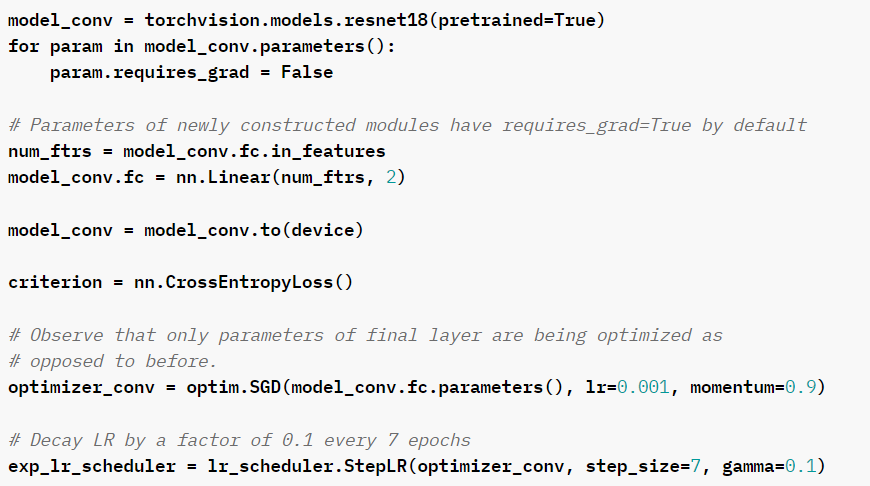 model_conv = torchvision.models.resnet18(pretrained=True)
for param in model_conv.parameters():
    param.requires_grad = False
# Parameters of newly constructed modules have requires_grad=True by default
num_ftrs = model_conv.fc.in_features
model_conv.fc = nn.Linear(num_ftrs, 2)
model_conv = model_conv.to(device)
criterion = nn.CrossEntropyLoss()
# Observe that only parameters of final layer are being optimized as
# opposed to before.
optimizer_conv = optim.SGD(model_conv.fc.parameters(), lr=0.001, momentum=0.9)
# Decay LR by a factor of 0.1 every 7 epochs
exp_lr_scheduler = lr_scheduler.StepLR(optimizer_conv, step_size=7, gamma=0.1)